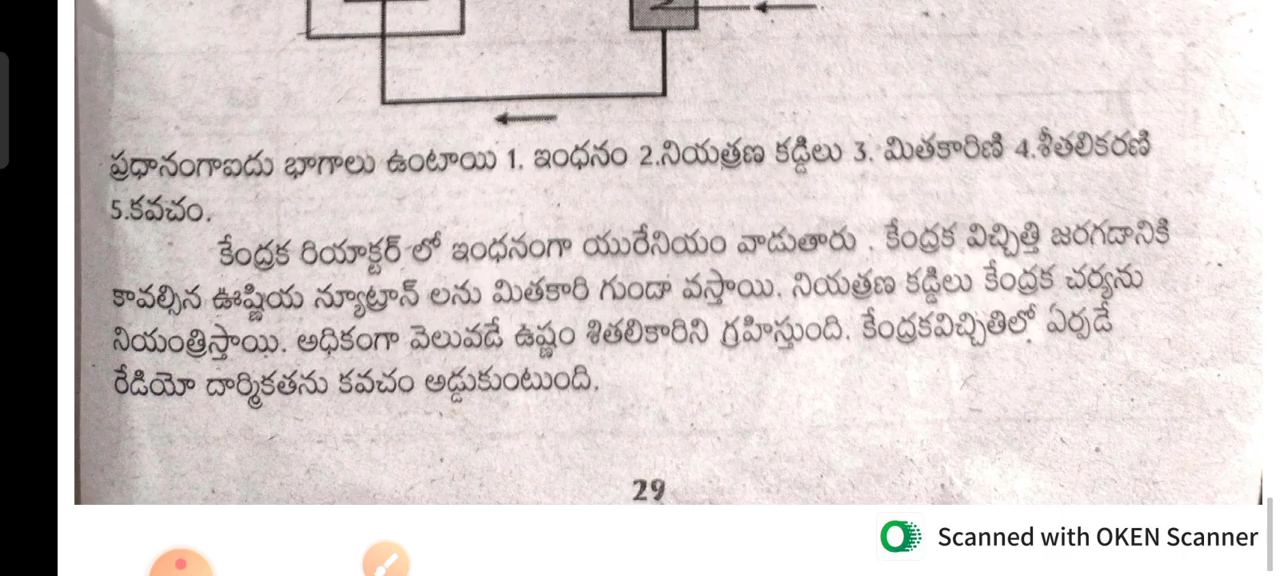 ప్రధానంగాఐదు భాగాలు ఉంటాయి 1. ఇంధనం 2.నియత్రణ కడ్డీలు 3. మితకారిణి 4.శీతలికరణి
5.కవచం.
కేంద్రక రియాక్టర్ లో ఇంధనంగా యురేనియం వాడుతారు . కేంద్రక విచ్చిత్తి జరగడానికి
కావల్సిన ఊష్ణియ న్యూట్రాన్ లను మితకారి గుండా వస్తాయి. నియత్రణ కడ్డీలు కేంద్రక చర్యను
నియంత్రిస్తాయి. అధికంగా వెలువడే ఉష్ణం శితలికారిని గ్రహిస్తుంది. కేంద్రకవిచ్చితిలో ఏర్పడే
రేడియో దార్మికతను కవచం అడ్డుకుంటుంది.
29
Scanned with OKEN Scanner